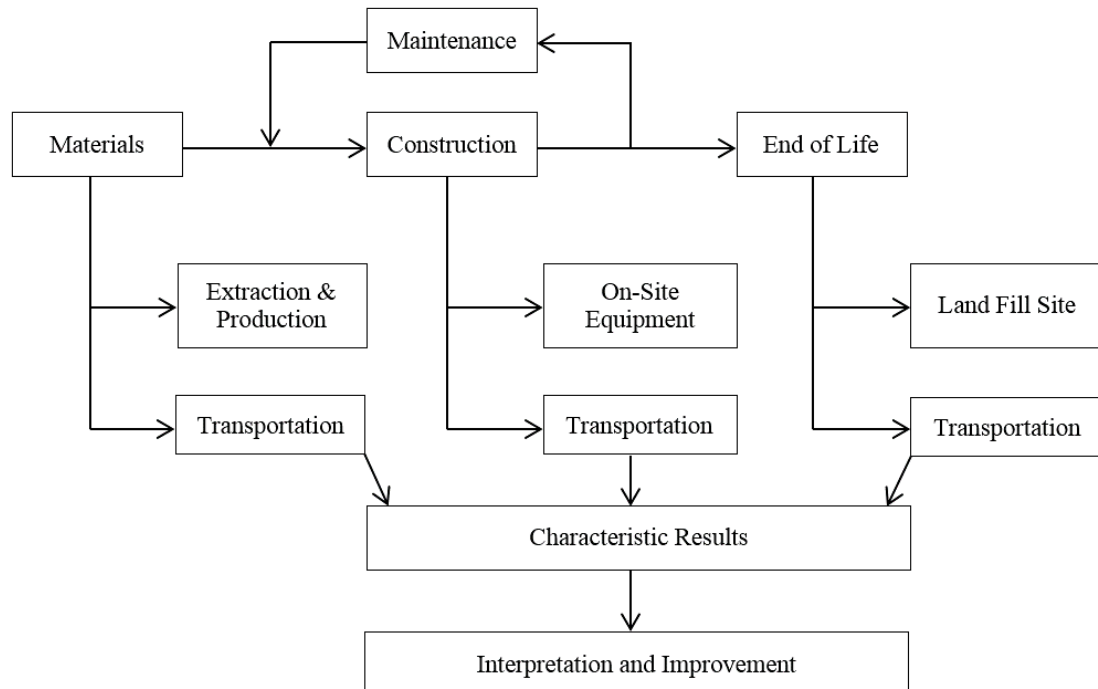 Maintenance
Materials
Construction
End of Life
Extraction &
Production
On-Site
Equipment
Land Fill Site
Transportation
Transportation
Transportation
Characteristic Results
Interpretation and Improvement